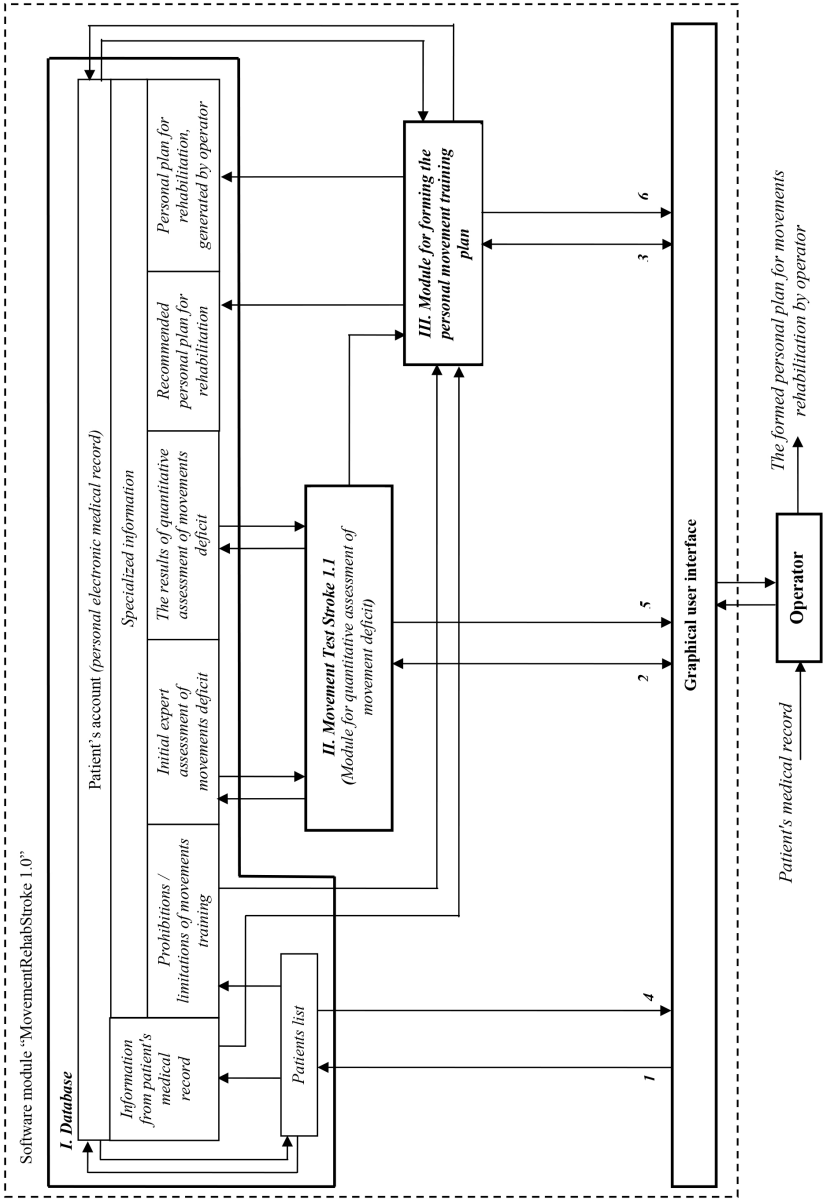 Software module “MovementRehabStroke 1.0”
I. Database
Patient’s account (personal electronic medical record)
Specialized information
Information
from patient's
medical
record
Prohibitions /
limitations of movements
training
Initial expert
assessment of
movements deficit
The results of quantitative
assessment of movements
deficit
Recommended
personal plan for
rehabilitation
Personal plan for
rehabilitation,
generated by operator
Patients list
II. Movement Test Stroke 1.1
(Module for quantitative assessment of
movement deficit)
III. Module for forming the
personal movement training
plan
1
4
2
5
3
6
Graphical user interface
Patient's medical record
Operator
The formed personal plan for movements
rehabilitation by operator